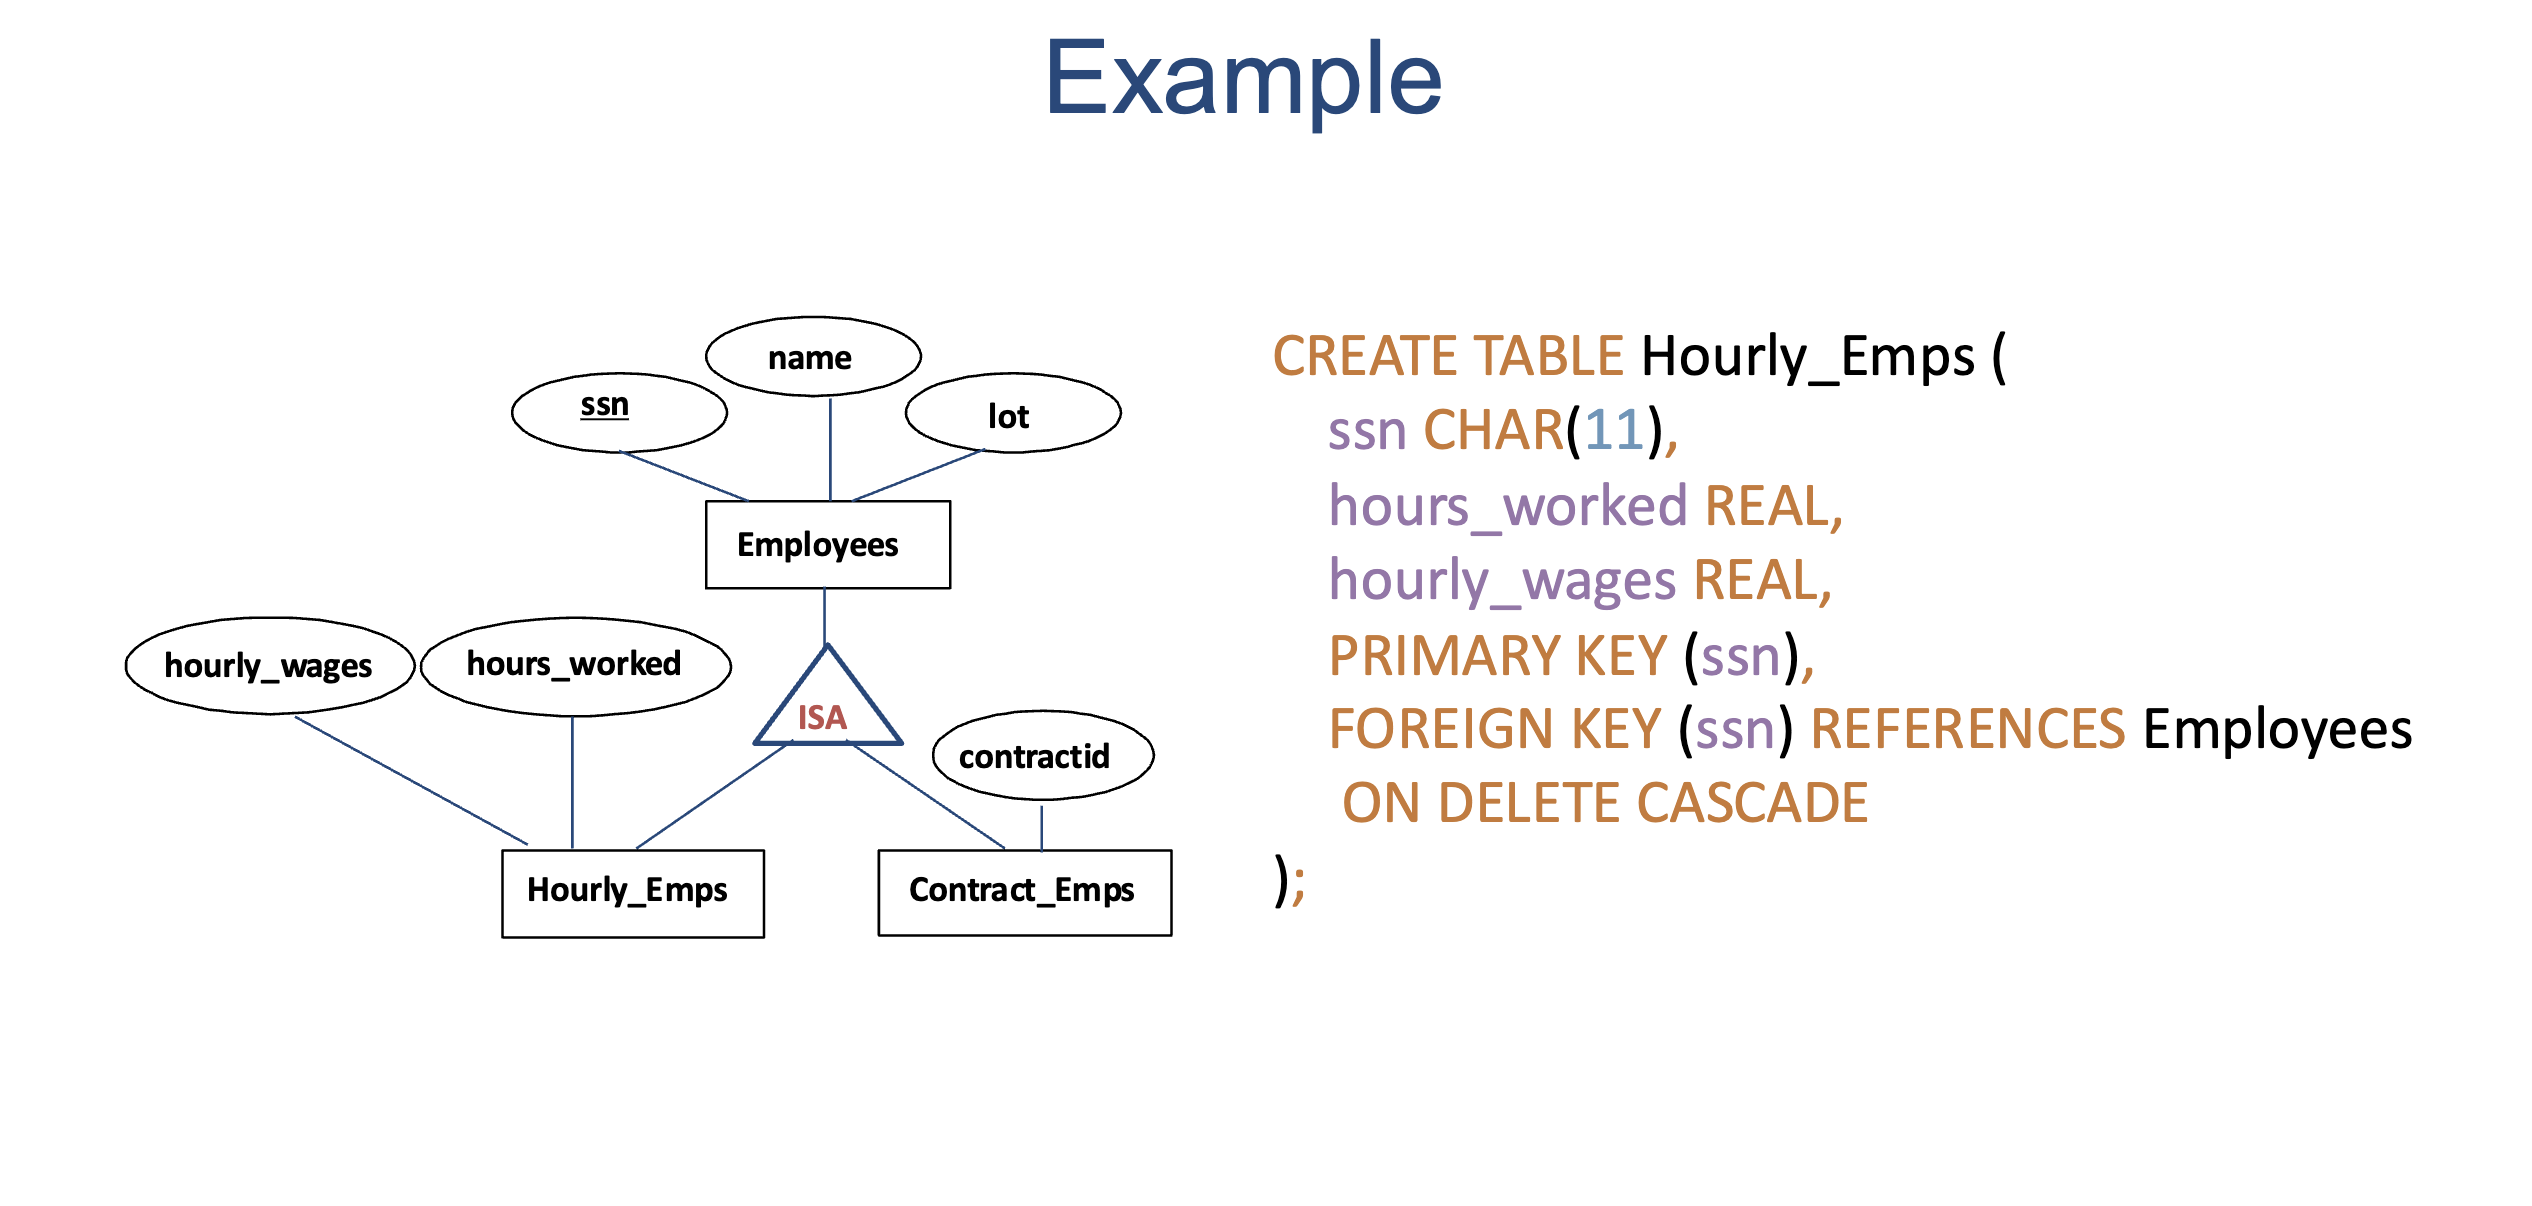 Example
name
ssn
lot
Employees
hourly_wages
hours_worked
ISA
contractid
Hourly_Emps
Contract_Emps
CREATE TABLE Hourly_Emps (
ssn CHAR(11),
hours_worked REAL,
hourly_wages REAL,
PRIMARY KEY (ssn),
FOREIGN KEY (ssn) REFERENCES Employees
ON DELETE CASCADE
);